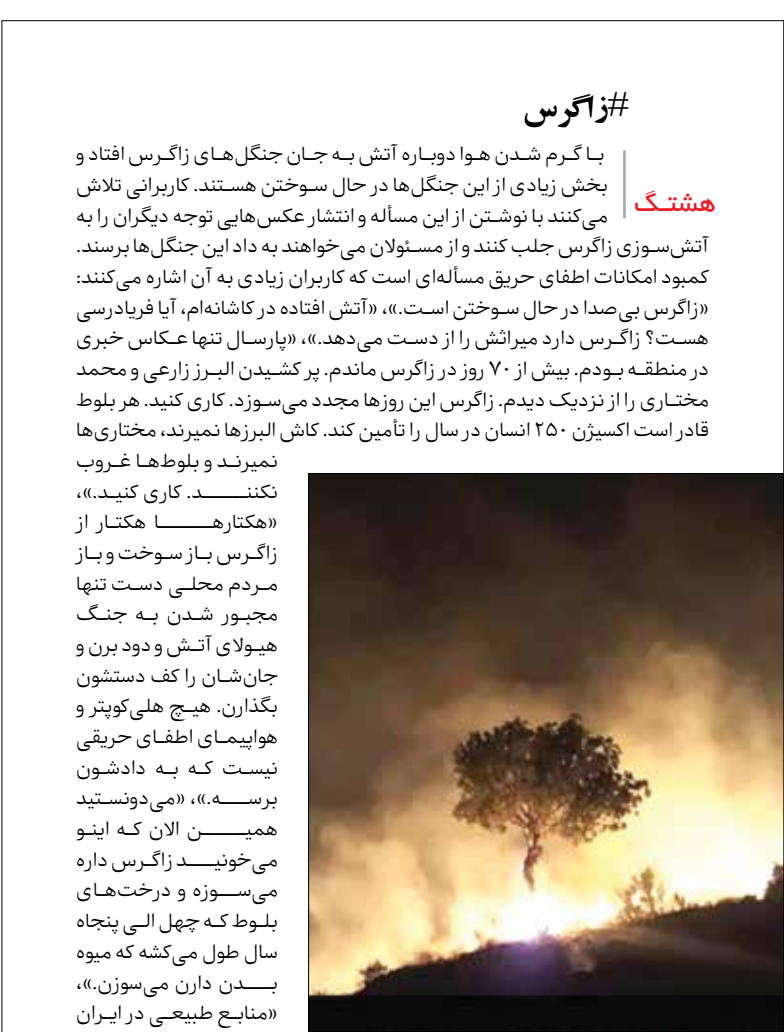 #زاگرس
هشتگ
با گرم شدن هوا دوباره آتش به جان جنگل‌های زاگرس افتاد و
بخش زیادی از این جنگل‌ها در حال سوختن هستند. کاربرانی تلاش
می‌کنند با نوشتن از این مسأله و انتشار عکس‌هایی توجه دیگران را به
آتش‌سوزی زاگرس جلب کنند و از مسئولان می‌خواهند به داد این جنگل‌ها برسند.
کمبود امکانات اطفای حریق مسأله‌ای است که کاربران زیادی به آن اشاره می‌کنند:
«زاگرس بی‌صدا در حال سوختن است.»، «آتش افتاده در کاشانه‌ام، آیا فریادرسی
هست؟ زاگرس دارد میراثش را از دست می‌دهد.»، «پارسال تنها عکاس خبری
در منطقه بودم. بیش از ۷۰ روز در زاگرس ماندم. پر کشیدن البرز زارعی و محمد
مختاری را از نزدیک دیدم. زاگرس این روزها مجدد می‌سوزد. کاری کنید. هر بلوط
قادر است اکسیژن ۲۵۰ انسان در سال را تأمین کند. کاش البرزها نمیرند، مختاری‌ها
نمیرند و بلوط‌ها غروب
نکنند. کاری کنید.»،
«هکتارها هکتار از
زاگرس باز سوخت و باز
مردم محلی دست تنها
مجبور شدن به جنگ
هیولای آتش و دود برن و
جان‌شان را کف دستشون
بگذارن. هیچ هلی‌کوپتر و
هواپیمای اطفای حریقی
نیست که به دادشون
برسه.»، «می‌دونستید
همین الان که اینو
می‌خونید زاگرس داره
می‌سوزه و درخت‌های
بلوط که چهل الی پنجاه
سال طول می‌کشه که میوه
بدن دارن می‌سوزن.»،
«منابع طبیعی در ایران